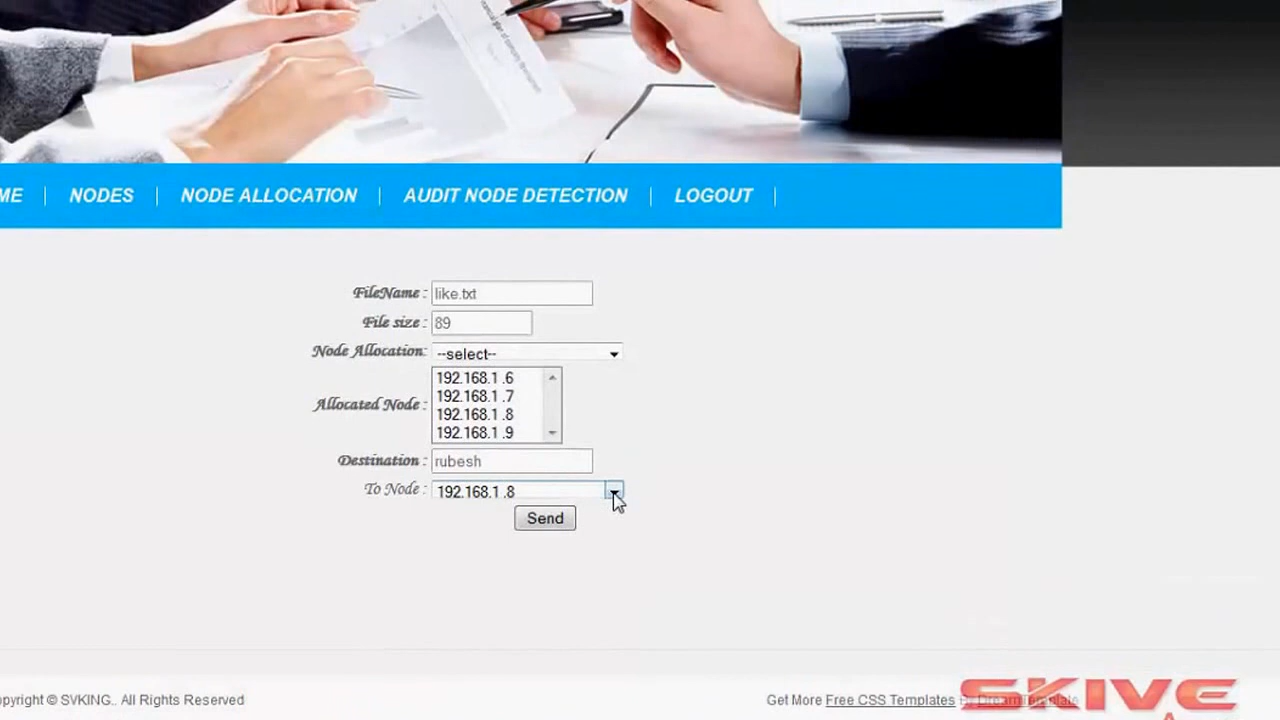 ME
NODES
NODE ALLOCATION
AUDIT NODE DETECTION
LOGOUT
FileName : like.txt
File size : 89
Node Allocation: --select--
Allocated Node :
192.168.1 .6
192.168.1 .7
192.168.1 .8
192.168.1 .9
Destination : rubesh
To Node : 192.168.1 .8
Send
opyright © SVKING.. All Rights Reserved
Get More Free CSS Templates By DreamTemplate
SKIVE